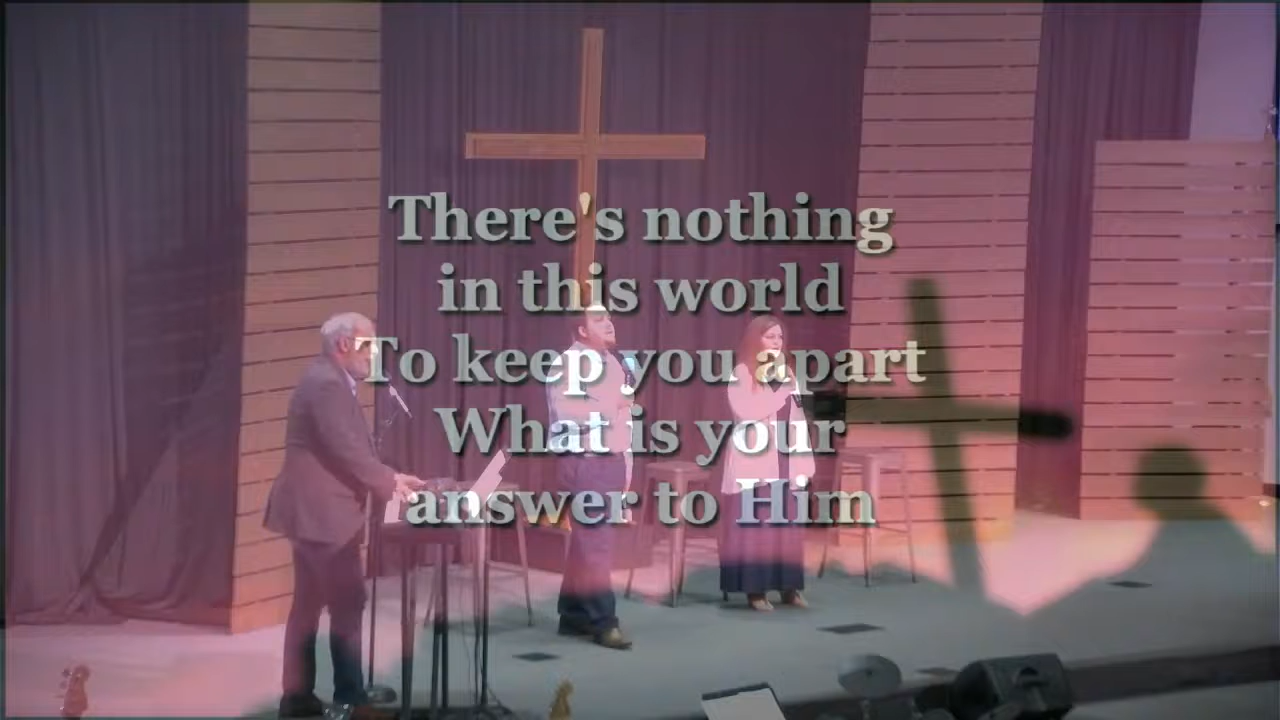 There's nothing
in this world
To keep you apart
What is your
answer to Him